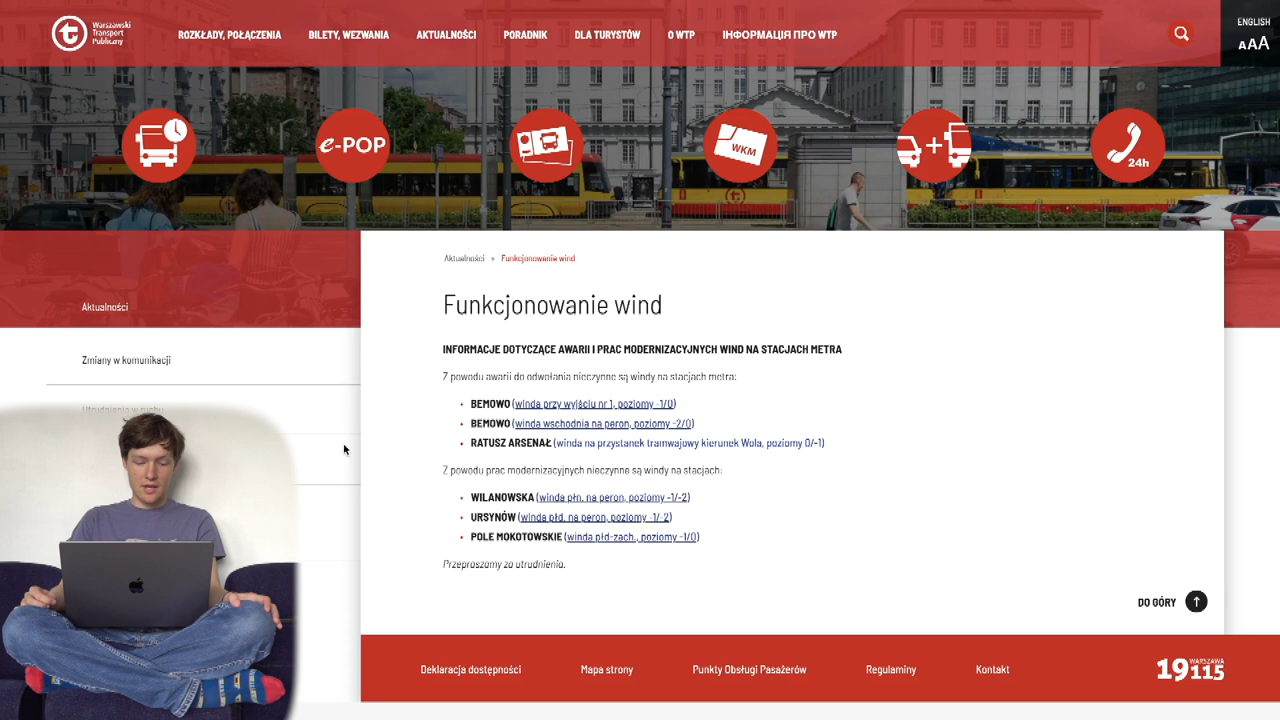 Warszawski
Transport
Publiczny
ROZKŁADY, POŁĄCZENIA
BILETY, WEZWANIA
AKTUALNOŚCI
PORADNIK
DLA TURYSTÓW
O WTP
ІНФОРМАЦІЯ ПРО WTP
ENGLISH
AAA
e-POP
WKM
24h
Aktualności » Funkcjonowanie wind
Aktualności
Funkcjonowanie wind
INFORMACJE DOTYCZĄCE AWARII I PRAC MODERNIZACYJNYCH WIND NA STACJACH METRA
Zmiany w komunikacji
Z powodu awarii do odwołania nieczynne są windy na stacjach metra:
• BEMOWO (winda przy wyjściu nr 1, poziomy -1/0)
Utrudnienia w ruchu
• BEMOWO (winda wschodnia na peron, poziomy -2/0)
• RATUSZ ARSENAŁ (winda na przystanek tramwajowy kierunek Wola, poziomy 0/-1)
Z powodu prac modernizacyjnych nieczynne są windy na stacjach:
• WILANOWSKA (winda płn. na peron, poziomy -1/-2)
• URSYNÓW (winda płd. na peron, poziomy -1/-2)
• POLE MOKOTOWSKIE (winda płd-zach., poziomy -1/0)
Przepraszamy za utrudnienia.
DO GÓRY
Deklaracja dostępności
Mapa strony
Punkty Obsługi Pasażerów
Regulaminy
Kontakt
WARSZAWA
19115